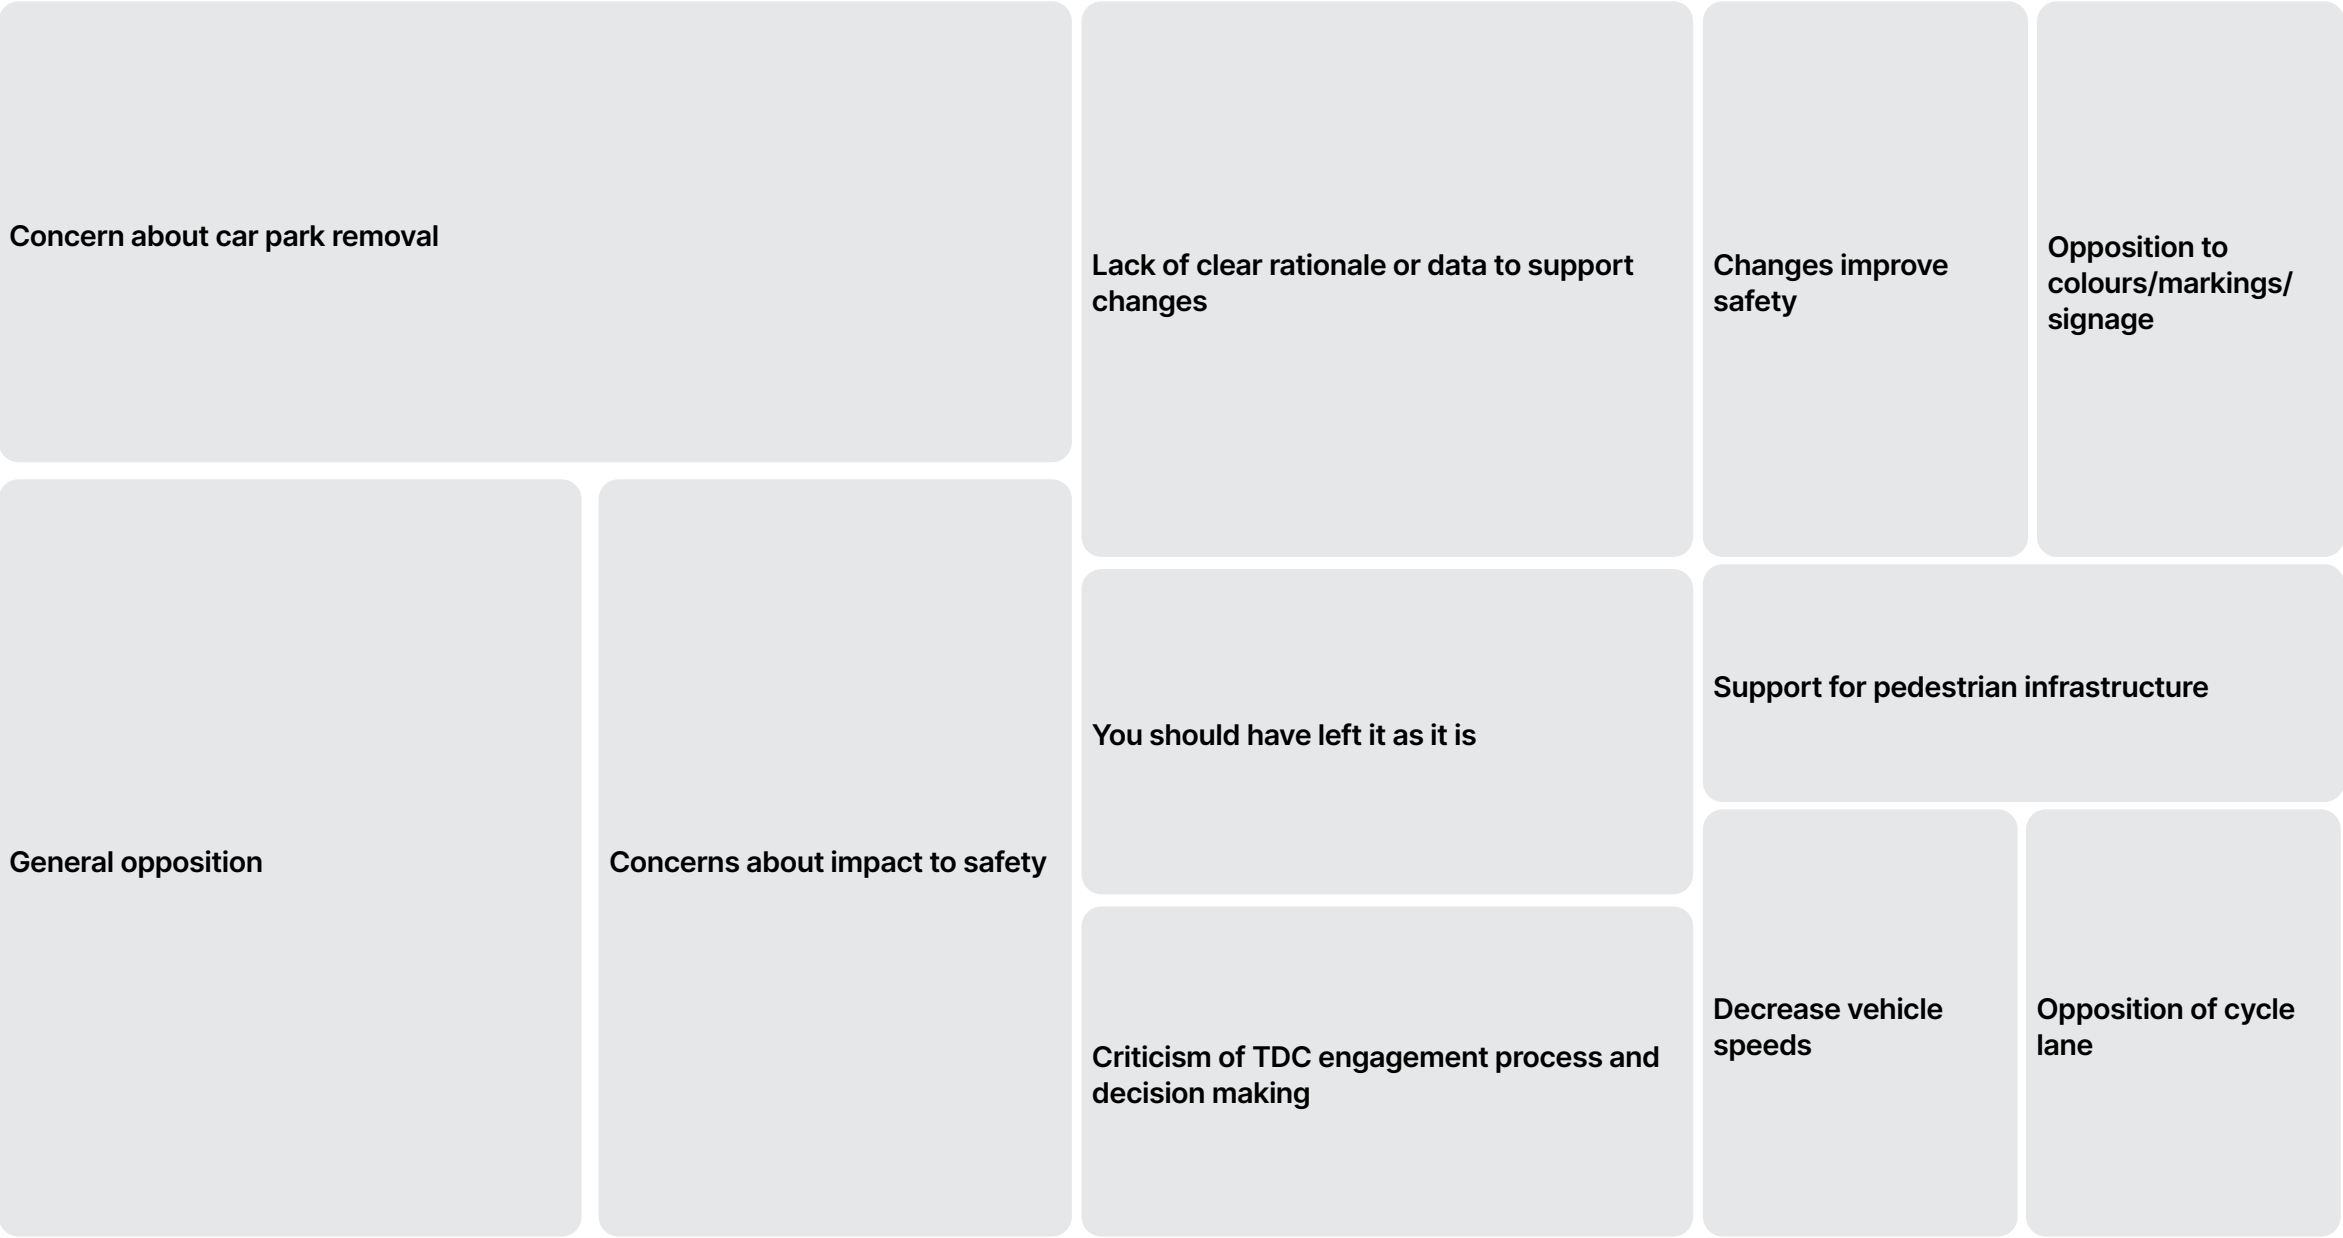 Concern about car park removal
General opposition
Concerns about impact to safety
Lack of clear rationale or data to support
changes
You should have left it as it is
Criticism of TDC engagement process and
decision making
Changes improve
safety
Opposition to
colours/markings/
signage
Support for pedestrian infrastructure
Decrease vehicle
speeds
Opposition of cycle
lane